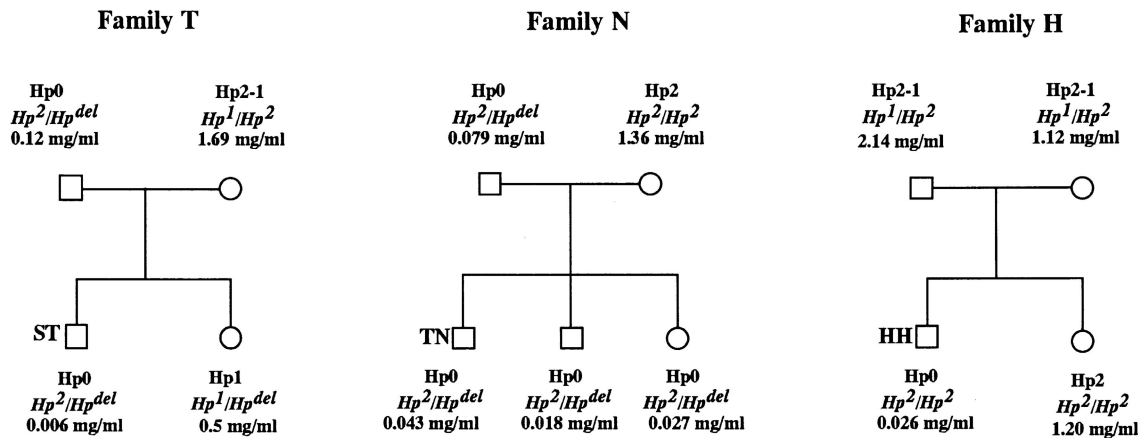 Family T
Family N
Family H
Hp0
Hp²/Hpᵈᵉˡ
0.12 mg/ml
Hp2-1
Hp¹/Hp²
1.69 mg/ml
Hp0
Hp²/Hpᵈᵉˡ
0.079 mg/ml
Hp2
Hp²/Hp²
1.36 mg/ml
Hp2-1
Hp¹/Hp²
2.14 mg/ml
Hp2-1
Hp¹/Hp²
1.12 mg/ml
ST
Hp0
Hp²/Hpᵈᵉˡ
0.006 mg/ml
Hp1
Hp¹/Hpᵈᵉˡ
0.5 mg/ml
TN
Hp0
Hp²/Hpᵈᵉˡ
0.043 mg/ml
Hp0
Hp²/Hpᵈᵉˡ
0.018 mg/ml
Hp0
Hp²/Hpᵈᵉˡ
0.027 mg/ml
HH
Hp0
Hp²/Hp²
0.026 mg/ml
Hp2
Hp²/Hp²
1.20 mg/ml